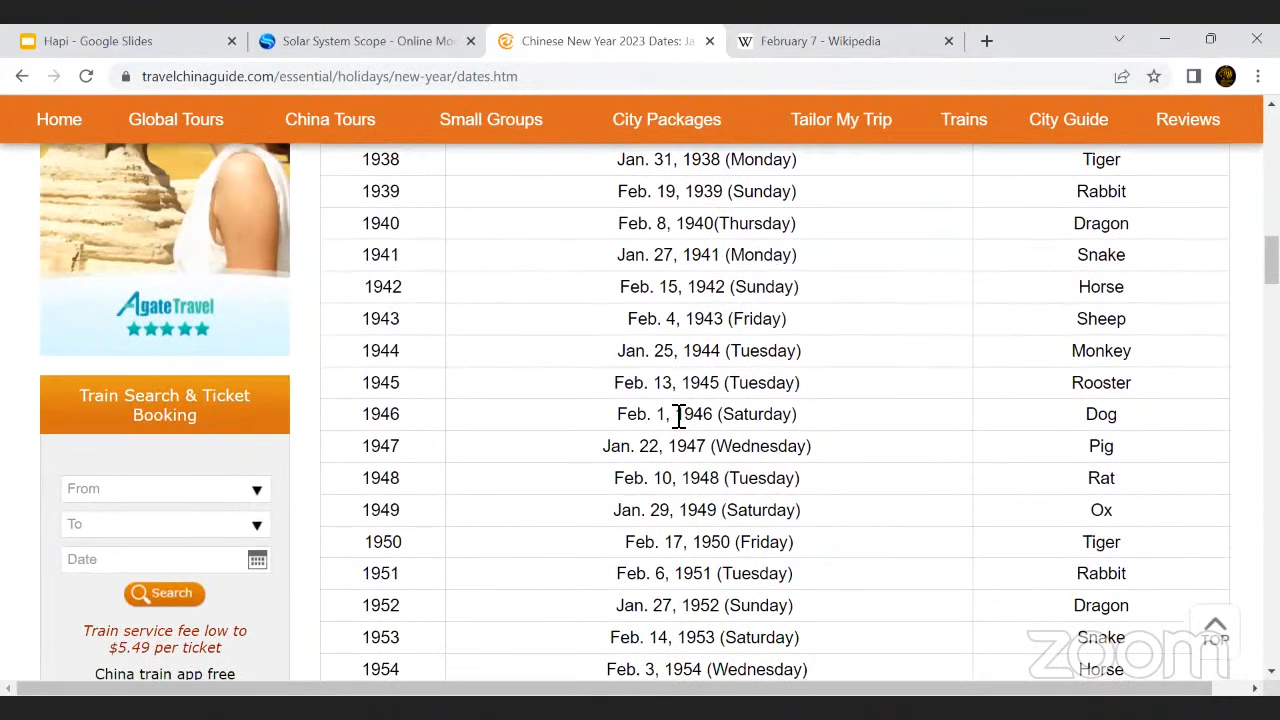 Hapi - Google Slides
Solar System Scope - Online Mo
Chinese New Year 2023 Dates: Ja
February 7 - Wikipedia
travelchinaguide.com/essential/holidays/new-year/dates.htm
Home Global Tours China Tours Small Groups City Packages Tailor My Trip Trains City Guide Reviews
1938 Jan. 31, 1938 (Monday) Tiger
1939 Feb. 19, 1939 (Sunday) Rabbit
1940 Feb. 8, 1940(Thursday) Dragon
1941 Jan. 27, 1941 (Monday) Snake
1942 Feb. 15, 1942 (Sunday) Horse
1943 Feb. 4, 1943 (Friday) Sheep
1944 Jan. 25, 1944 (Tuesday) Monkey
1945 Feb. 13, 1945 (Tuesday) Rooster
1946 Feb. 1, 1946 (Saturday) Dog
1947 Jan. 22, 1947 (Wednesday) Pig
1948 Feb. 10, 1948 (Tuesday) Rat
1949 Jan. 29, 1949 (Saturday) Ox
1950 Feb. 17, 1950 (Friday) Tiger
1951 Feb. 6, 1951 (Tuesday) Rabbit
1952 Jan. 27, 1952 (Sunday) Dragon
1953 Feb. 14, 1953 (Saturday) Snake
1954 Feb. 3, 1954 (Wednesday) Horse
AgateTravel
Train Search & Ticket
Booking
From
To
Date
Search
Train service fee low to
$5.49 per ticket
China train app free
TOP
zoom